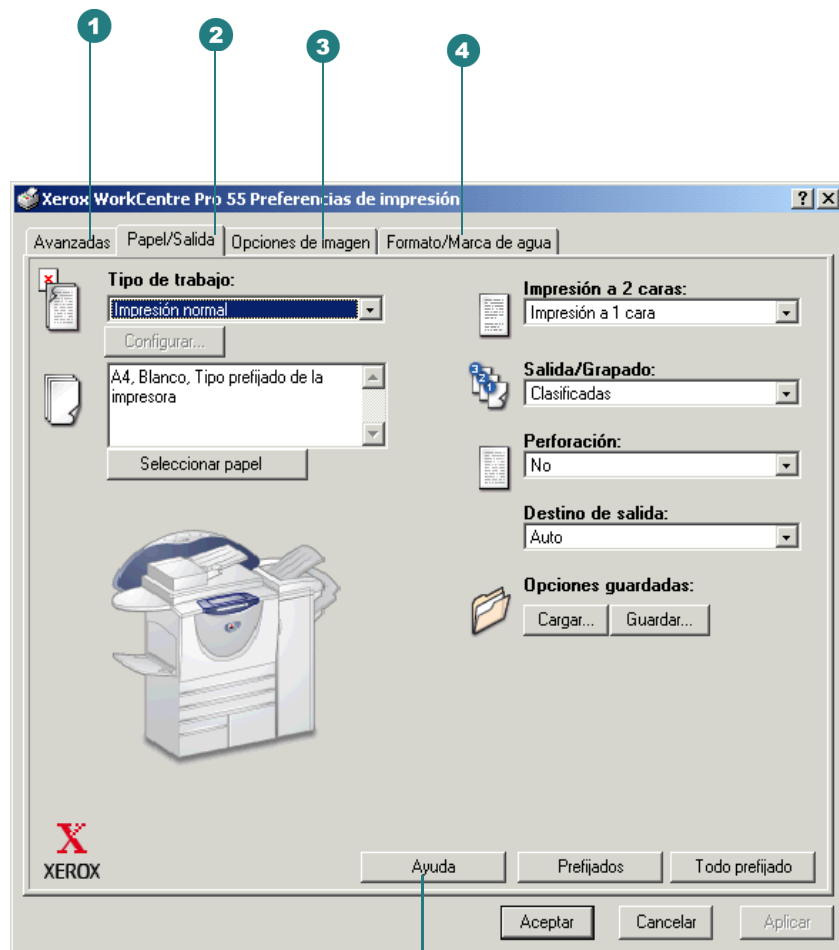 1
2
3
4
Xerox WorkCentre Pro 55 Preferencias de impresión
Avanzadas
Papel/Salida
Opciones de imagen
Formato/Marca de agua
Tipo de trabajo:
Impresión normal
Configurar...
A4, Blanco, Tipo prefijado de la
impresora
Seleccionar papel
Impresión a 2 caras:
Impresión a 1 cara
Salida/Grapado:
Clasificadas
Perforación:
No
Destino de salida:
Auto
Opciones guardadas:
Cargar...
Guardar...
X
XEROX
Ayuda
Prefijados
Todo prefijado
Aceptar
Cancelar
Aplicar